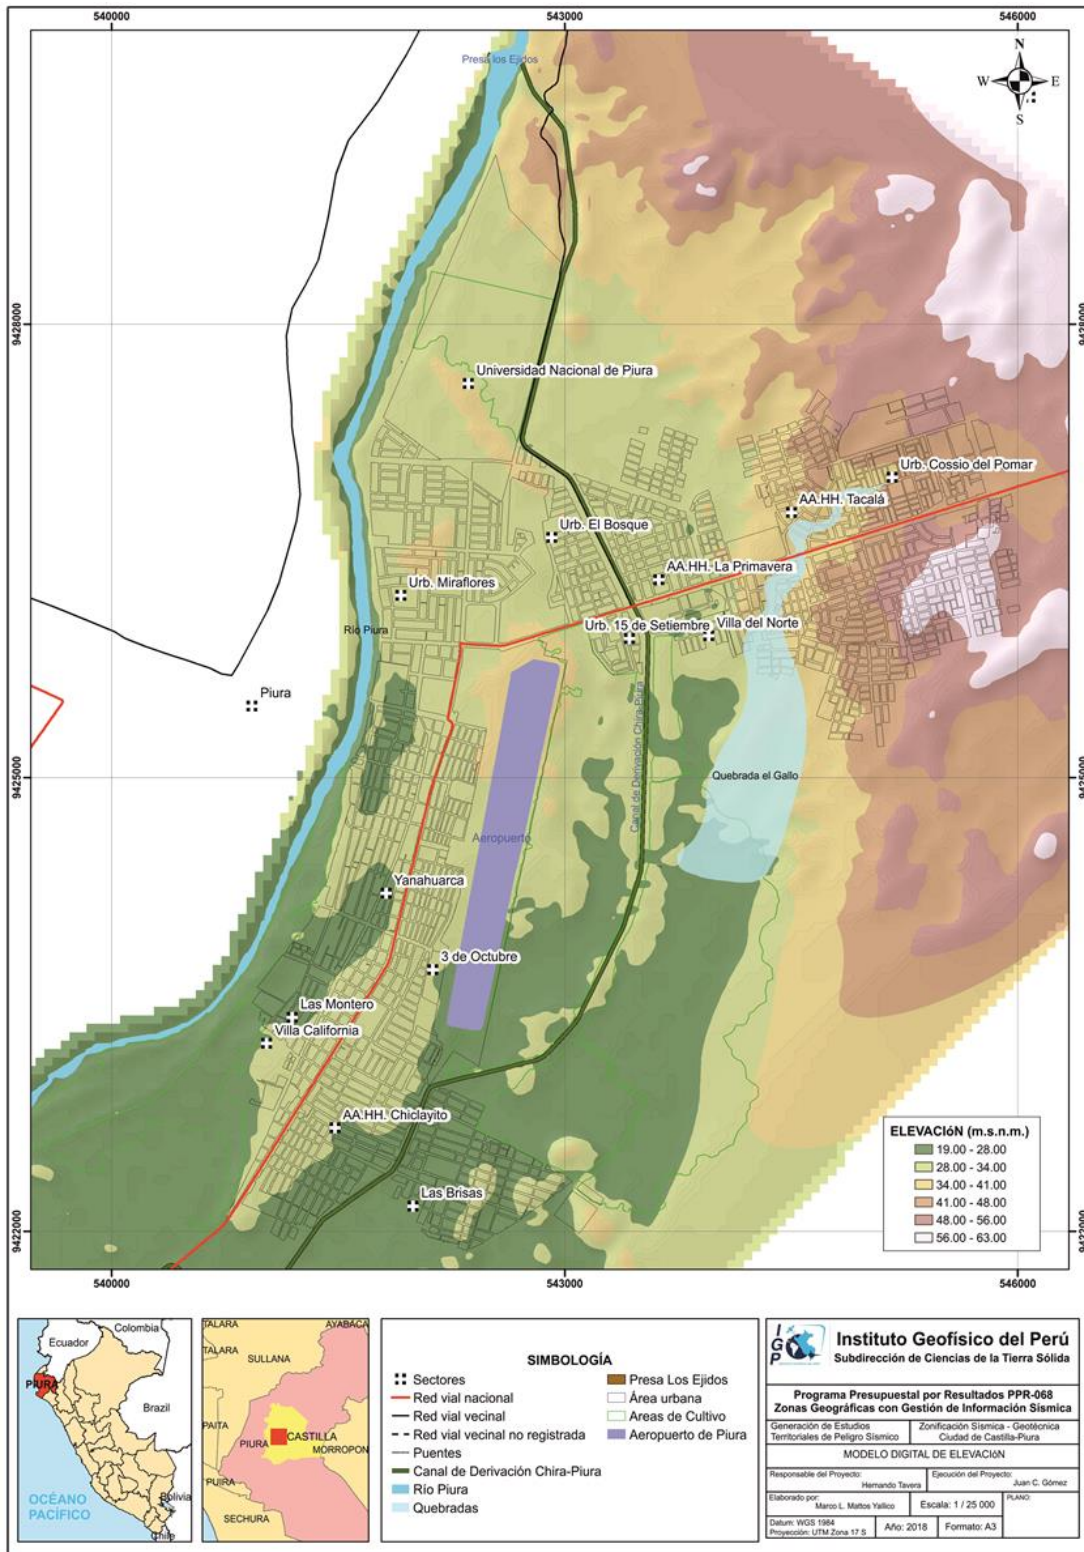 540000
543000
546000
Presa los Ejidos
N
W
E
S
9428000
9428000
Universidad Nacional de Piura
Urb. Cossio del Pomar
AA.HH. Tacalá
Urb. El Bosque
AA.HH. La Primavera
Urb. Miraflores
Río Piura
Urb. 15 de Setiembre
Villa del Norte
Piura
Canal de Derivación Chira-Piura
9425000
9425000
Quebrada el Gallo
Aeropuerto
Yanahuarca
3 de Octubre
Las Montero
Villa California
AA.HH. Chiclayito
Las Brisas
ELEVACIóN (m.s.n.m.)
19.00 - 28.00
28.00 - 34.00
34.00 - 41.00
41.00 - 48.00
48.00 - 56.00
56.00 - 63.00
9422000
9422000
540000
543000
546000
Colombia
Ecuador
PIURA
Brazil
OCÉANO
PACÍFICO
Bolivia
Chile
TALARA
AYABACA
TALARA
SULLANA
PAITA
PIURA
CASTILLA
MORROPON
PUIRA
SECHURA
SIMBOLOGÍA
Sectores
Red vial nacional
Red vial vecinal
Red vial vecinal no registrada
Puentes
Canal de Derivación Chira-Piura
Río Piura
Quebradas
Presa Los Ejidos
Área urbana
Areas de Cultivo
Aeropuerto de Piura
IGP
Instituto Geofísico del Perú
Subdirección de Ciencias de la Tierra Sólida
Programa Presupuestal por Resultados PPR-068
Zonas Geográficas con Gestión de Información Sísmica
Generación de Estudios
Territoriales de Peligro Sísmico
Zonificación Sísmica - Geotécnica
Ciudad de Castilla-Piura
MODELO DIGITAL DE ELEVACIóN
Responsable del Proyecto:
Hernando Tavera
Ejecución del Proyecto:
Juan C. Gómez
Elaborado por:
Marco L. Mattos Yallico
Escala: 1 / 25 000
PLANO:
Datum: WGS 1984
Proyección: UTM Zona 17 S
Año: 2018
Formato: A3